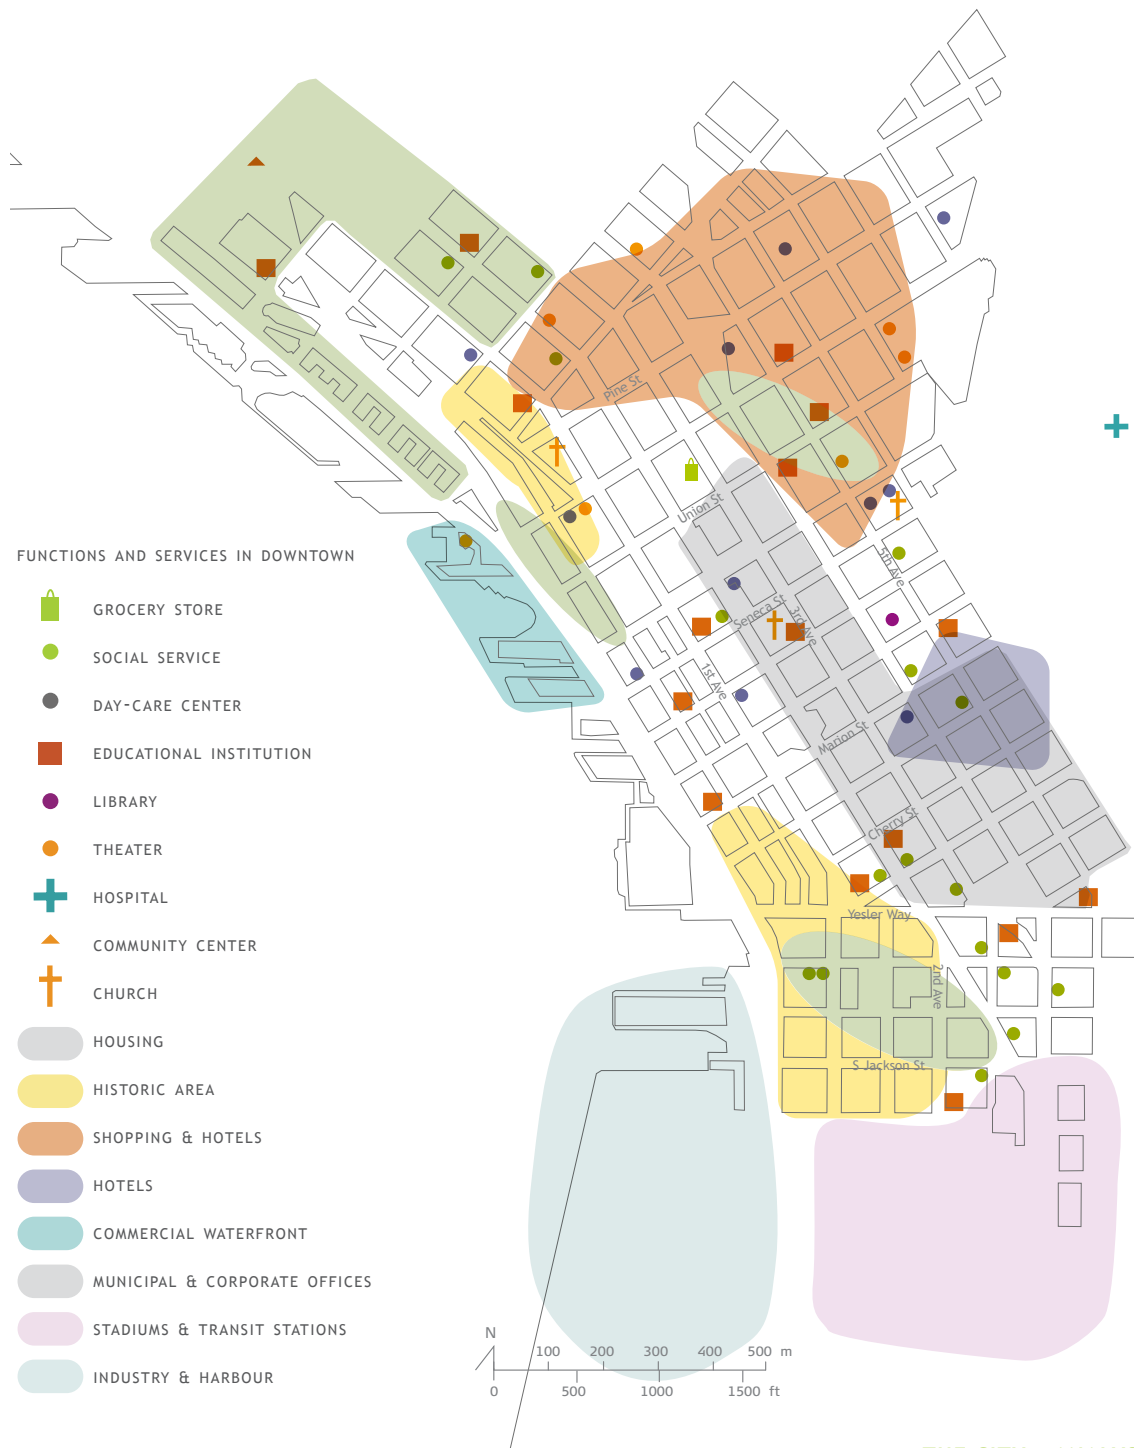 Pine St
Union St
5th Ave
Seneca St
3rd Ave
1st Ave
Marion St
Cherry St
Yesler Way
2nd Ave
S Jackson St
FUNCTIONS AND SERVICES IN DOWNTOWN
GROCERY STORE
SOCIAL SERVICE
DAY-CARE CENTER
EDUCATIONAL INSTITUTION
LIBRARY
THEATER
HOSPITAL
COMMUNITY CENTER
CHURCH
HOUSING
HISTORIC AREA
SHOPPING & HOTELS
HOTELS
COMMERCIAL WATERFRONT
MUNICIPAL & CORPORATE OFFICES
STADIUMS & TRANSIT STATIONS
INDUSTRY & HARBOUR
N
100 200 300 400 500 m
0 500 1000 1500 ft